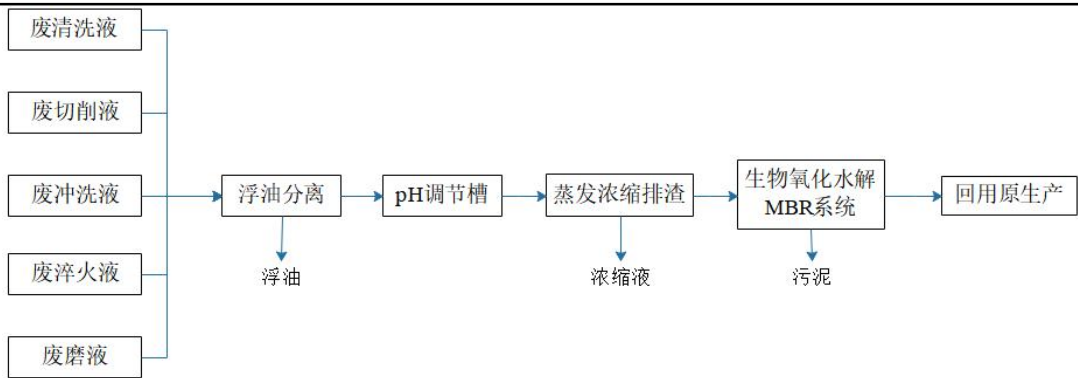 废清洗液
废切削液
废冲洗液
废淬火液
废磨液
浮油分离
pH调节槽
蒸发浓缩排渣
生物氧化水解
MBR系统
回用原生产
浮油
浓缩液
污泥